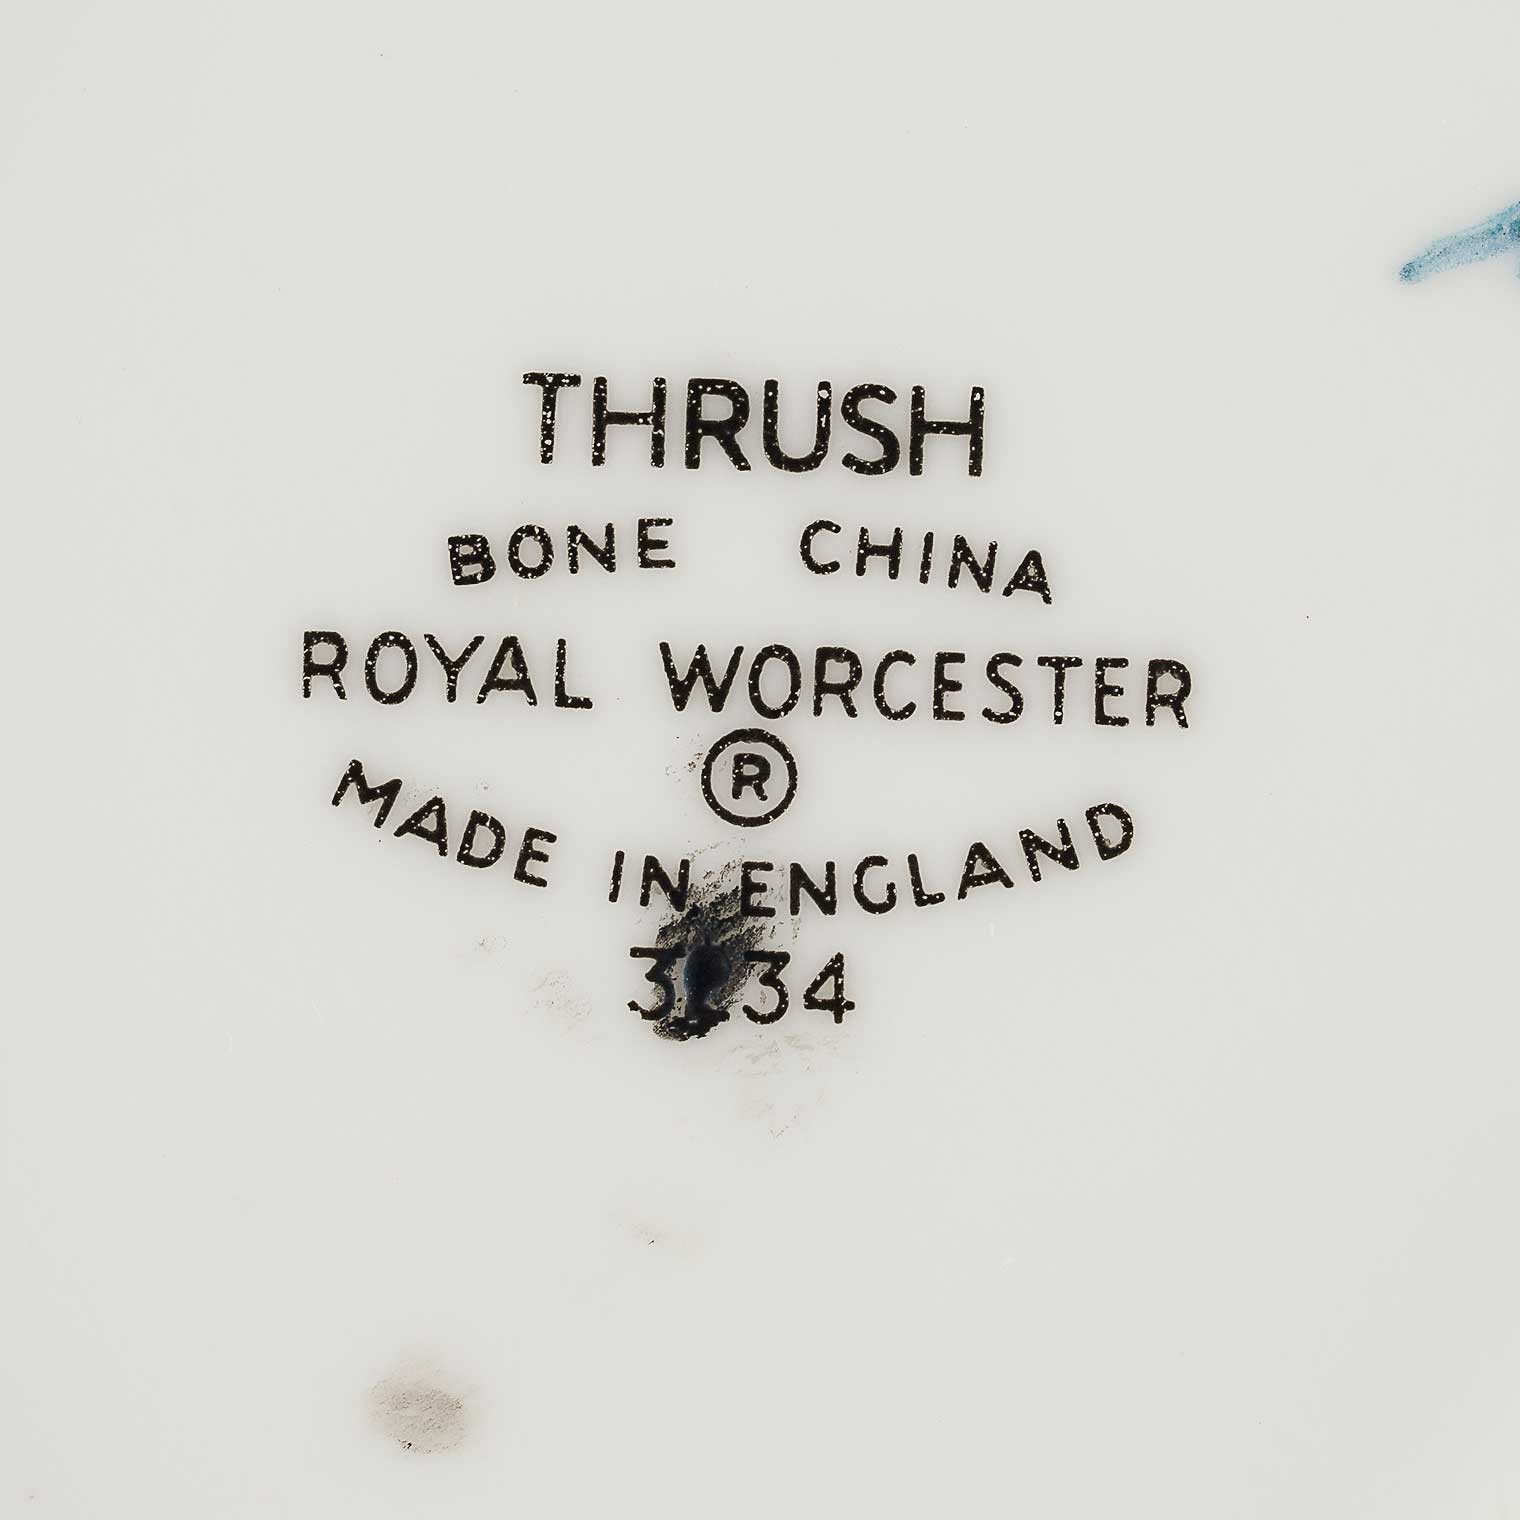 THRUSH
BONE CHINA
ROYAL WORCESTER
®
MADE IN ENGLAND